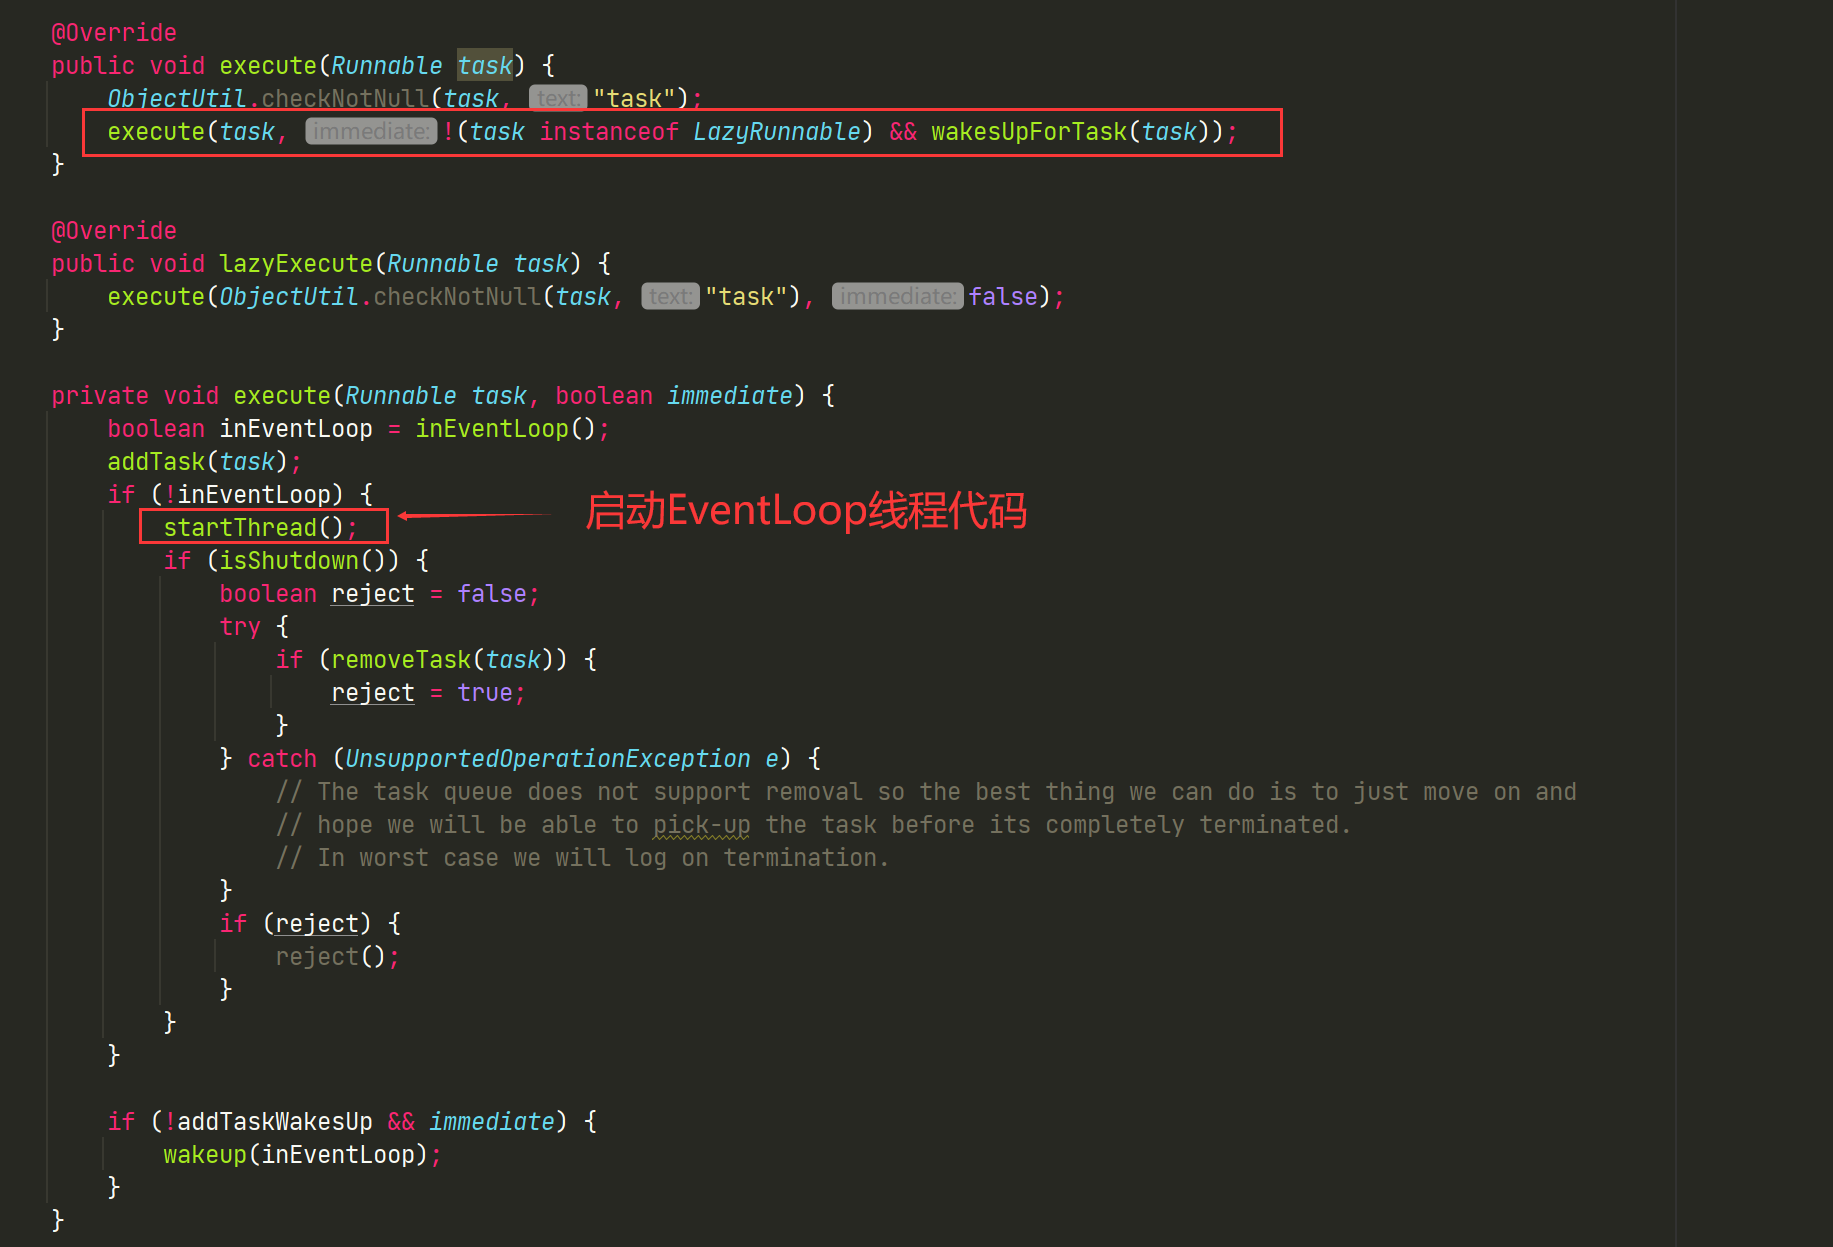 @Override
public void execute(Runnable task) {
ObjectUtil.checkNotNull(task, text: "task");
execute(task, immediate: !(task instanceof LazyRunnable) && wakesUpForTask(task));
}
@Override
public void lazyExecute(Runnable task) {
execute(ObjectUtil.checkNotNull(task, text: "task"), immediate: false);
}
private void execute(Runnable task, boolean immediate) {
boolean inEventLoop = inEventLoop();
addTask(task);
if (!inEventLoop) {
startThread();
启动EventLoop线程代码
if (isShutdown()) {
boolean reject = false;
try {
if (removeTask(task)) {
reject = true;
}
} catch (UnsupportedOperationException e) {
// The task queue does not support removal so the best thing we can do is to just move on and
// hope we will be able to pick-up the task before its completely terminated.
// In worst case we will log on termination.
}
if (reject) {
reject();
}
}
}
if (!addTaskWakesUp && immediate) {
wakeup(inEventLoop);
}
}